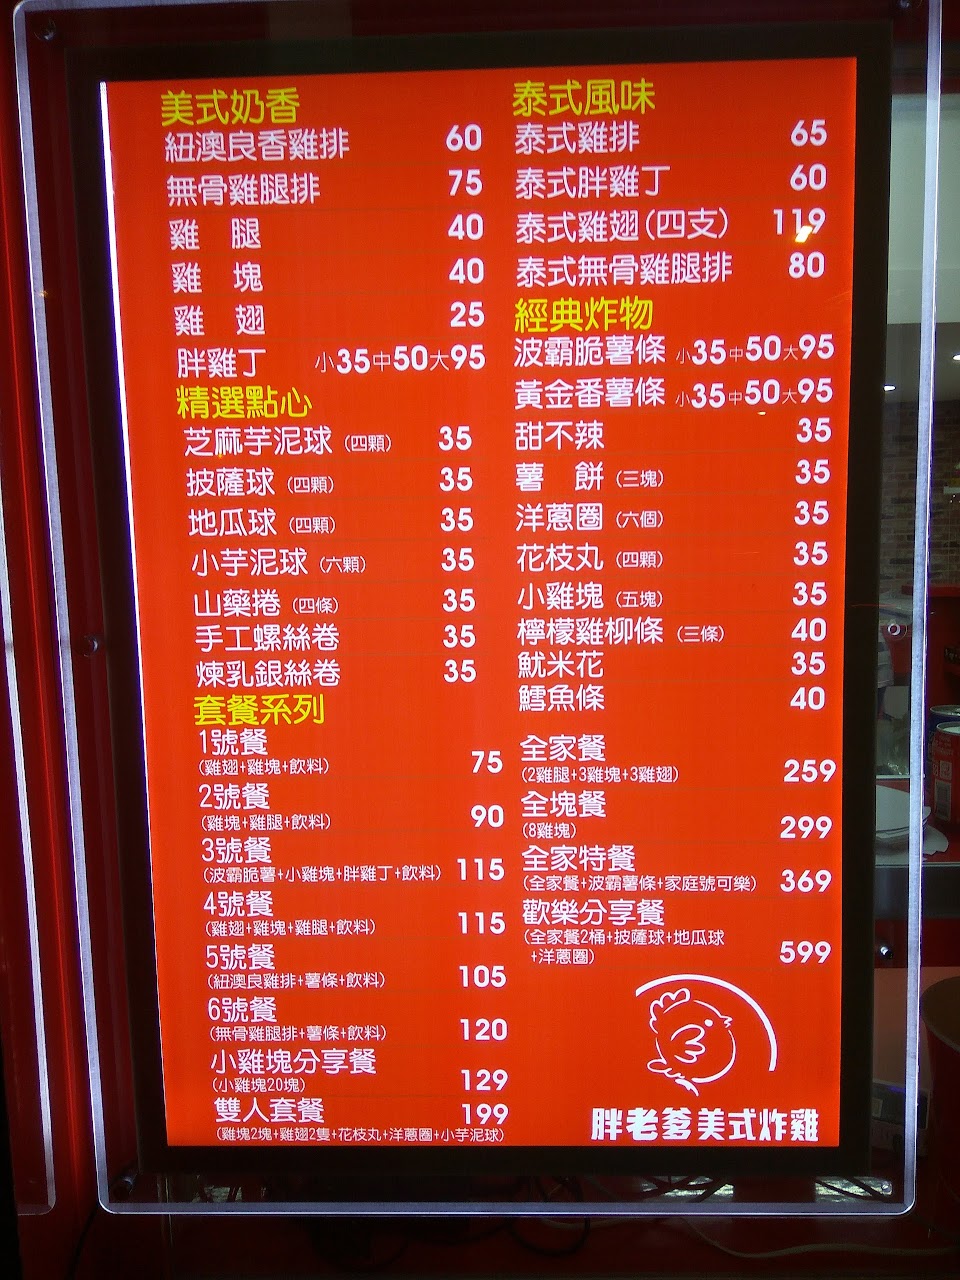 美式奶香
紐澳良香雞排 60
無骨雞腿排 75
雞 腿 40
雞 塊 40
雞 翅 25
胖雞丁 小35中50大95
精選點心
芝麻芋泥球(四顆) 35
披薩球(四顆) 35
地瓜球(四顆) 35
小芋泥球(六顆) 35
山藥捲(四條) 35
手工螺絲卷 35
煉乳銀絲卷 35
套餐系列
1號餐
(雞翅+雞塊+飲料) 75
2號餐
(雞塊+雞腿+飲料) 90
3號餐
(波霸脆薯+小雞塊+胖雞丁+飲料) 115
4號餐
(雞翅+雞塊+雞腿+飲料) 115
5號餐
(紐澳良雞排+薯條+飲料) 105
6號餐
(無骨雞腿排+薯條+飲料) 120
小雞塊分享餐
(小雞塊20塊) 129
雙人套餐 199
(雞塊2塊+雞翅2隻+花枝丸+洋蔥圈+小芋泥球)
泰式風味
泰式雞排 65
泰式胖雞丁 60
泰式雞翅(四支) 119
泰式無骨雞腿排 80
經典炸物
波霸脆薯條 小35中50大95
黃金番薯條 小35中50大95
甜不辣 35
薯 餅(三塊) 35
洋蔥圈(六個) 35
花枝丸(四顆) 35
小雞塊(五塊) 35
檸檬雞柳條(三條) 40
魷米花 35
鱈魚條 40
全家餐
(2雞腿+3雞塊+3雞翅) 259
全塊餐
(8雞塊) 299
全家特餐
(全家餐+波霸薯條+家庭號可樂) 369
歡樂分享餐
(全家餐2桶+披薩球+地瓜球
+洋蔥圈) 599
胖老爹美式炸雞